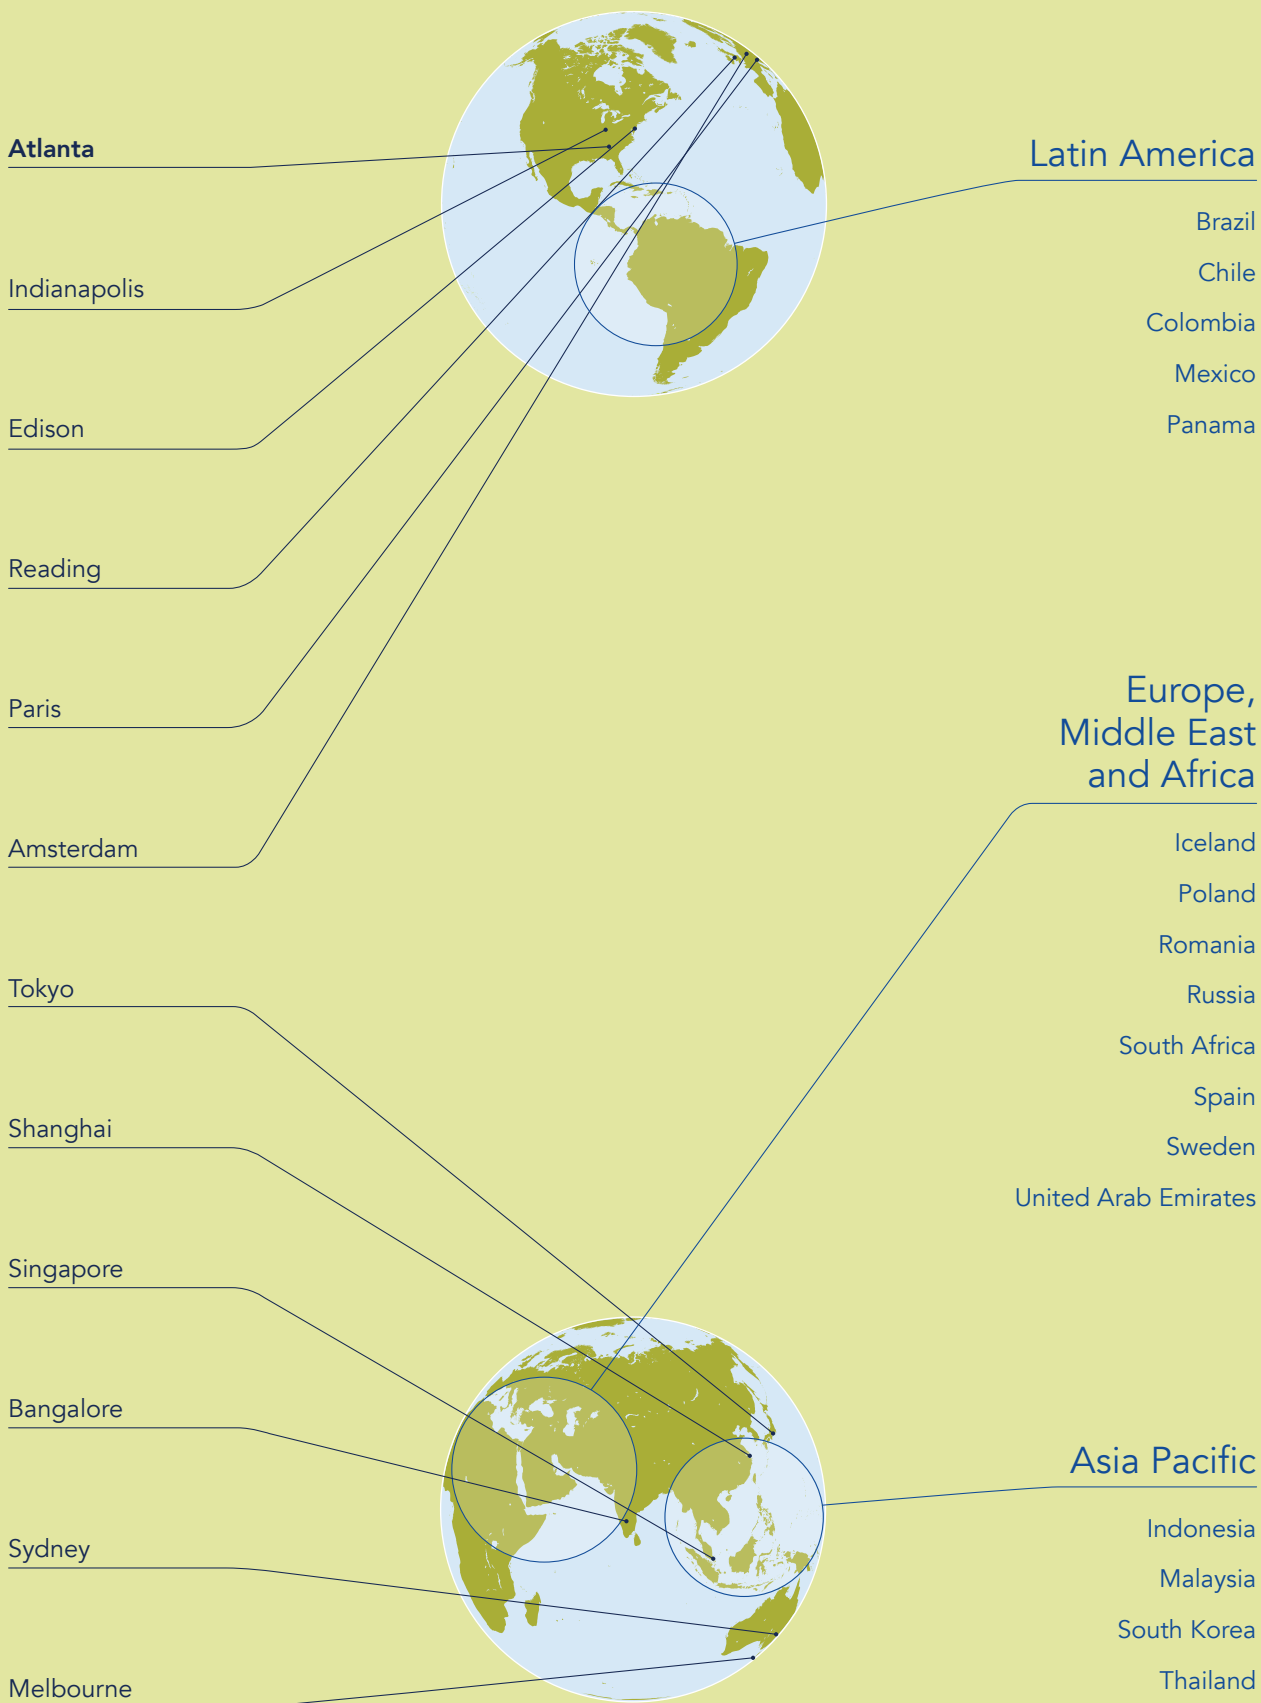 Atlanta
Indianapolis
Edison
Reading
Paris
Amsterdam
Tokyo
Shanghai
Singapore
Bangalore
Sydney
Melbourne
Latin America
Brazil
Chile
Colombia
Mexico
Panama
Europe,
Middle East
and Africa
Iceland
Poland
Romania
Russia
South Africa
Spain
Sweden
United Arab Emirates
Asia Pacific
Indonesia
Malaysia
South Korea
Thailand